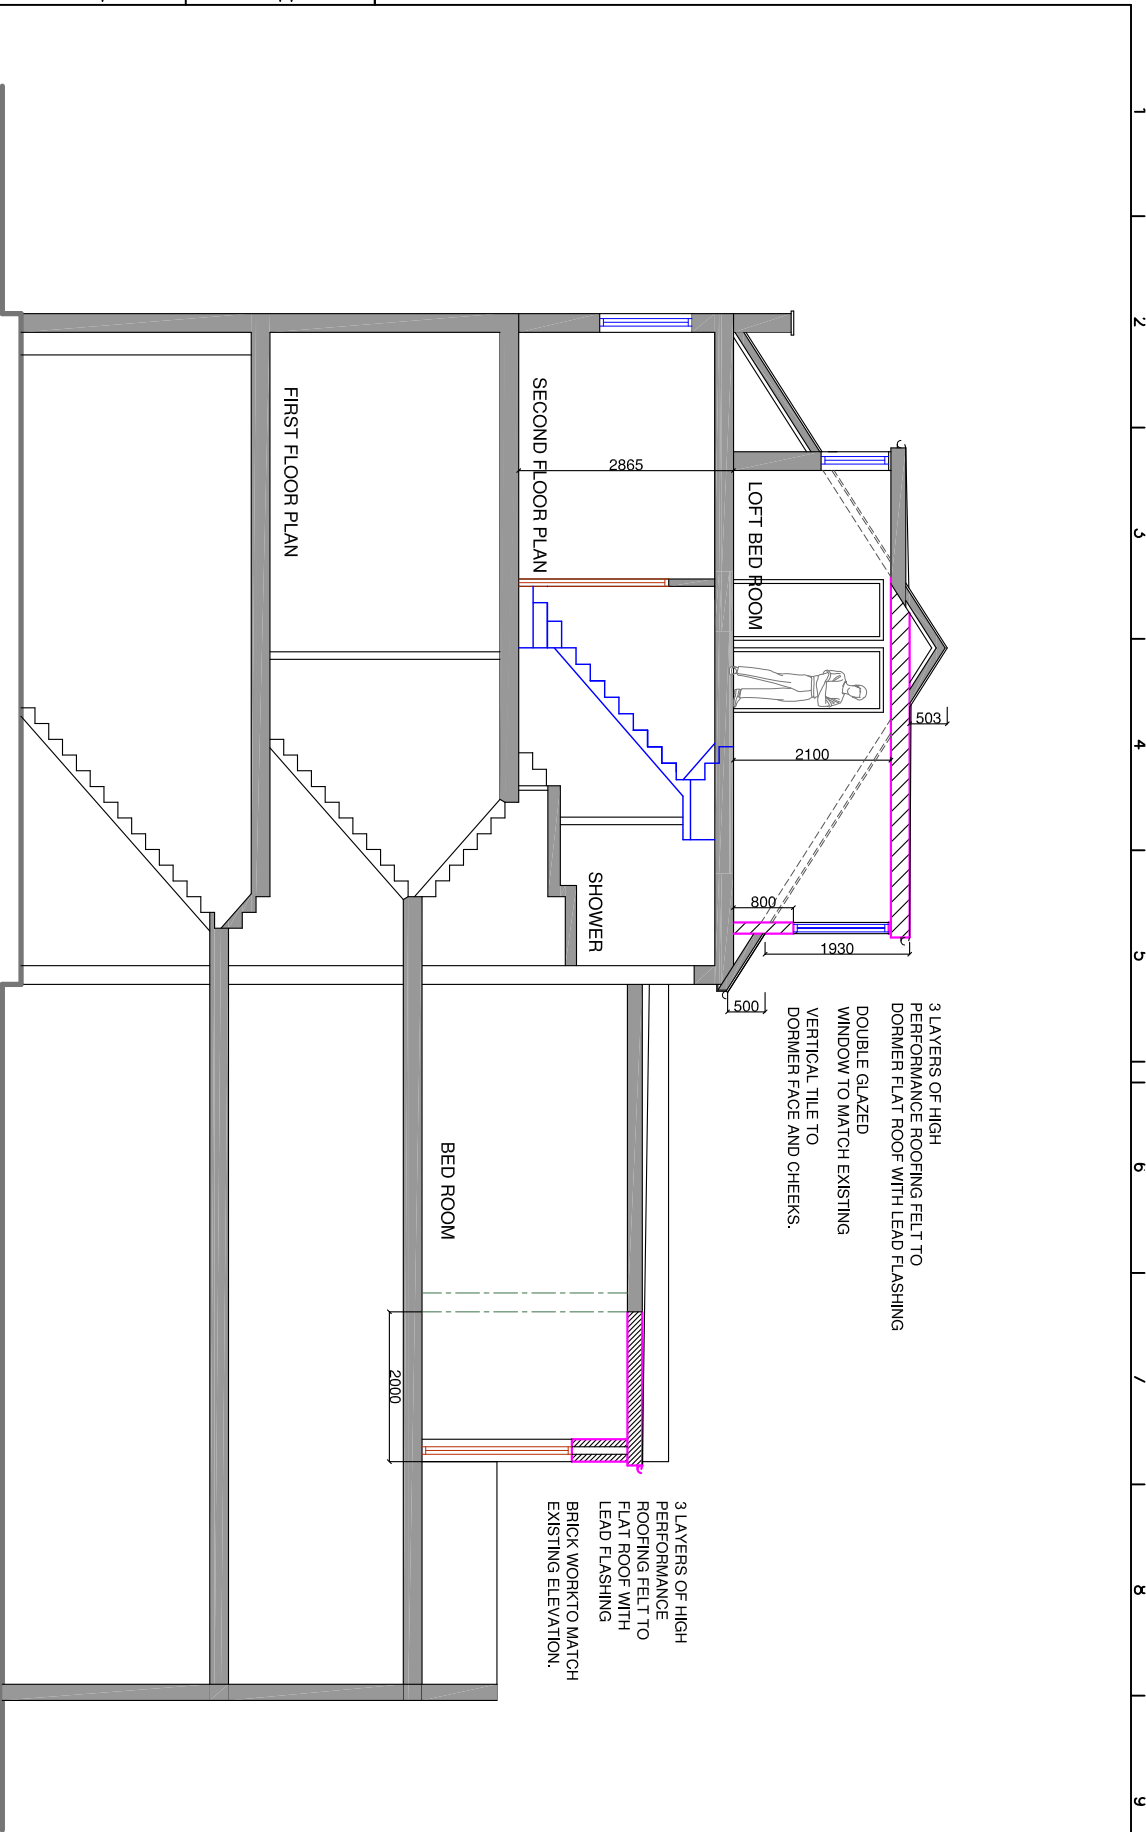 1
2
3
4
5
6
7
8
9
503
2100
800
1930
500
2865
2000
3 LAYERS OF HIGH
PERFORMANCE ROOFING FELT TO
DORMER FLAT ROOF WITH LEAD FLASHING
DOUBLE GLAZED
WINDOW TO MATCH EXISTING
VERTICAL TILE TO
DORMER FACE AND CHEEKS.
LOFT BED ROOM
SHOWER
SECOND FLOOR PLAN
3 LAYERS OF HIGH
PERFORMANCE
ROOFING FELT TO
FLAT ROOF WITH
LEAD FLASHING
BRICK WORKTO MATCH
EXISTING ELEVATION.
BED ROOM
FIRST FLOOR PLAN